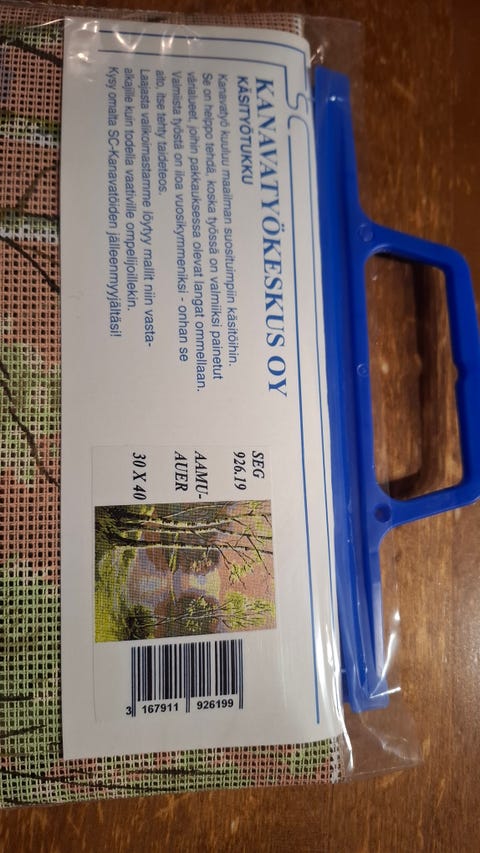 SC
KANAVATYÖKESKUS OY
KÄSITYÖTUKKU
Kanavatyö kuuluu maailman suosituimpiin käsitöihin.
Se on helppo tehdä, koska työssä on valmiiksi painetut
värialueet, joihin pakkauksessa olevat langat ommellaan.
Valmiista työstä on iloa vuosikymmeniksi - onhan se
aito, itse tehty taideteos.
Laajasta valikoimastamme löytyy mallit niin vasta-
alkajille kuin todella vaativille ompelijoillekin.
Kysy omalta SC-Kanavatöiden jälleenmyyjältäsi!
SEG
926.19
AAMU-
AUER
30 X 40
3 167911 926199